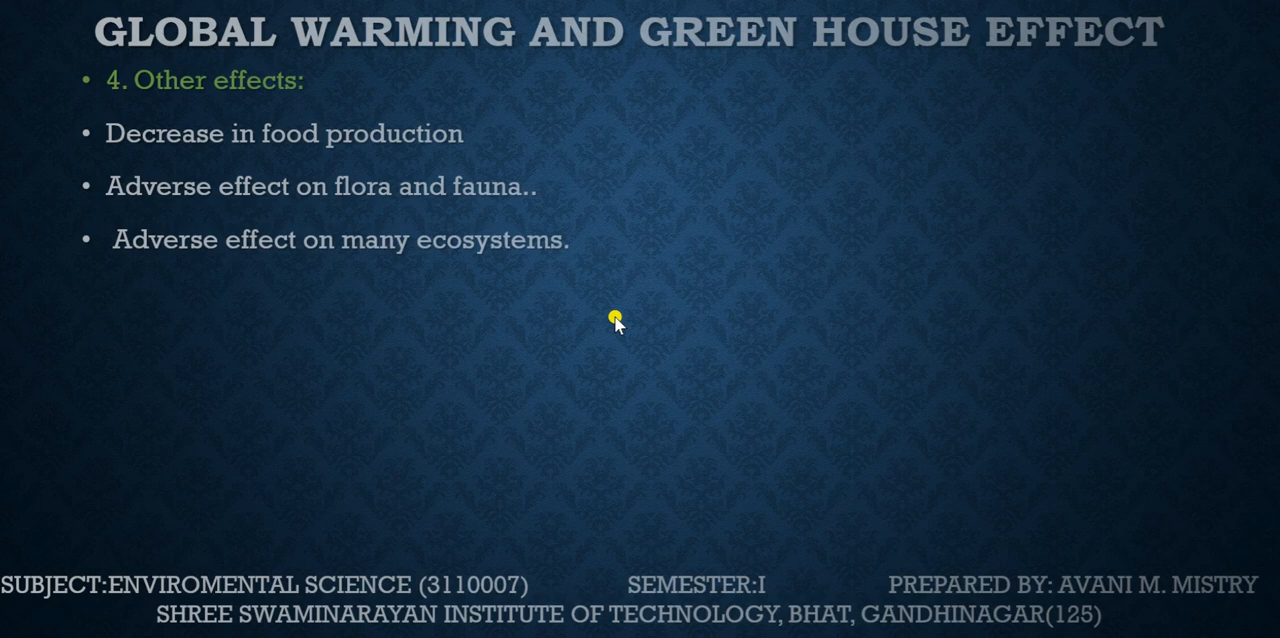 GLOBAL WARMING AND GREEN HOUSE EFFECT
• 4. Other effects:
• Decrease in food production
• Adverse effect on flora and fauna..
• Adverse effect on many ecosystems.
SUBJECT:ENVIROMENTAL SCIENCE (3110007) SEMESTER:I PREPARED BY: AVANI M. MISTRY
SHREE SWAMINARAYAN INSTITUTE OF TECHNOLOGY, BHAT, GANDHINAGAR(125)